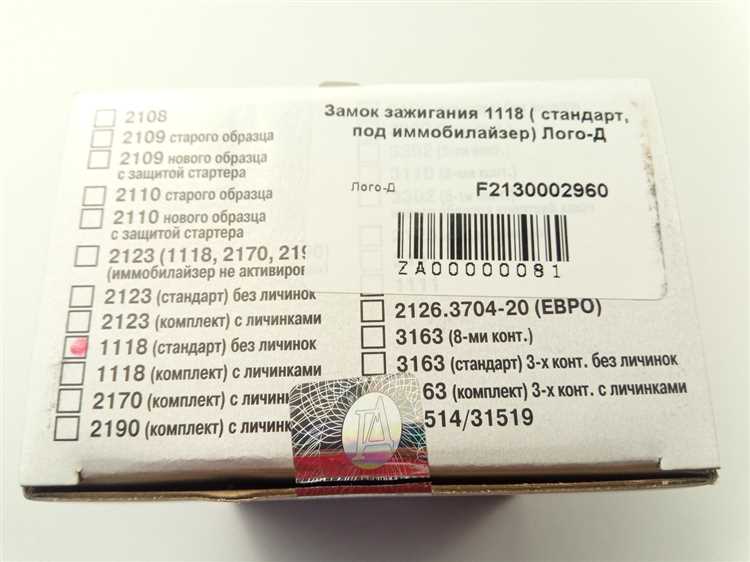 2108
2109 старого образца
2109 нового образца
с защитой стартера
2110 старого образца
2110 нового образца
с защитой стартера
2123 (1118, 2170, 219
(иммобилайзер не активиров
2123 (стандарт) без личинок
2123 (комплект) с личинками
1118 (стандарт) без личинок
1118 (комплект) с личинками
2170 (комплект) с личинками
2190 (комплект) с личинк
Замок зажигания 1118 ( стандарт,
под иммобилайзер) Лого-Д
Лого-Д
F2130002960
ZA00000081
1111
2126.3704-20 (ЕВРО)
3163 (8-ми конт.)
3163 (стандарт) 3-х конт. без личинок
63 (комплект) 3-х конт. с личинками
514/31519